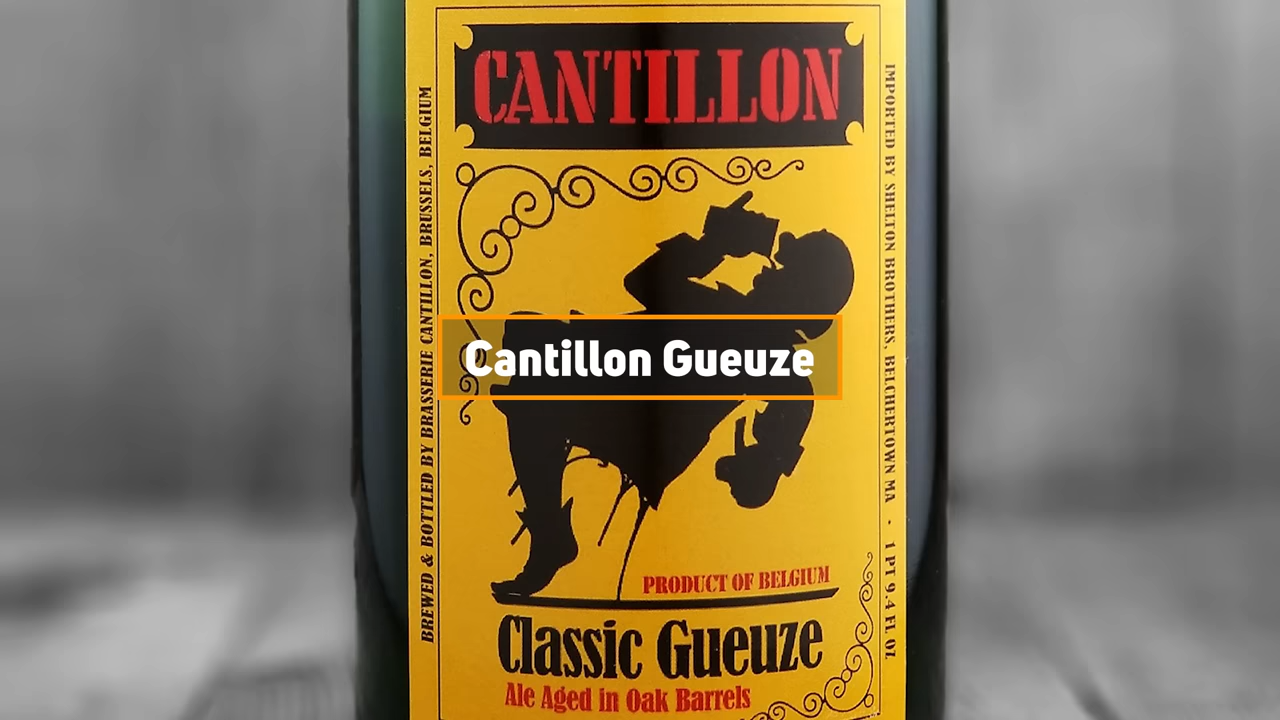 CANTILLON
BREWED & BOTTLED BY BRASSERIE CANTILLON, BRUSSELS, BELGIUM
IMPORTED BY SHELTON BROTHERS, BELCHERTOWN MA · 1 PT 9.4 FL OZ
Cantillon Gueuze
PRODUCT OF BELGIUM
Classic Gueuze
Ale Aged in Oak Barrels